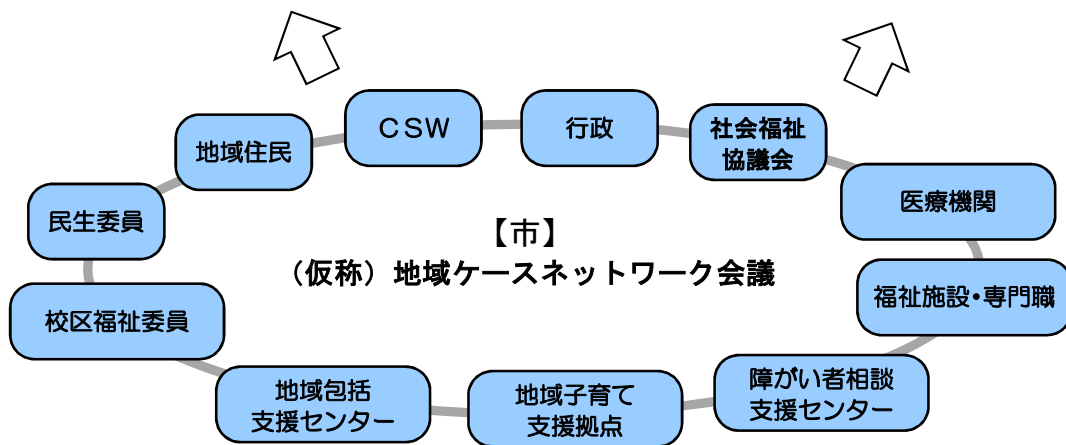 CSW
行政
社会福祉
協議会
地域住民
医療機関
民生委員
【市】
（仮称）地域ケースネットワーク会議
福祉施設・専門職
校区福祉委員
地域包括
支援センター
地域子育て
支援拠点
障がい者相談
支援センター